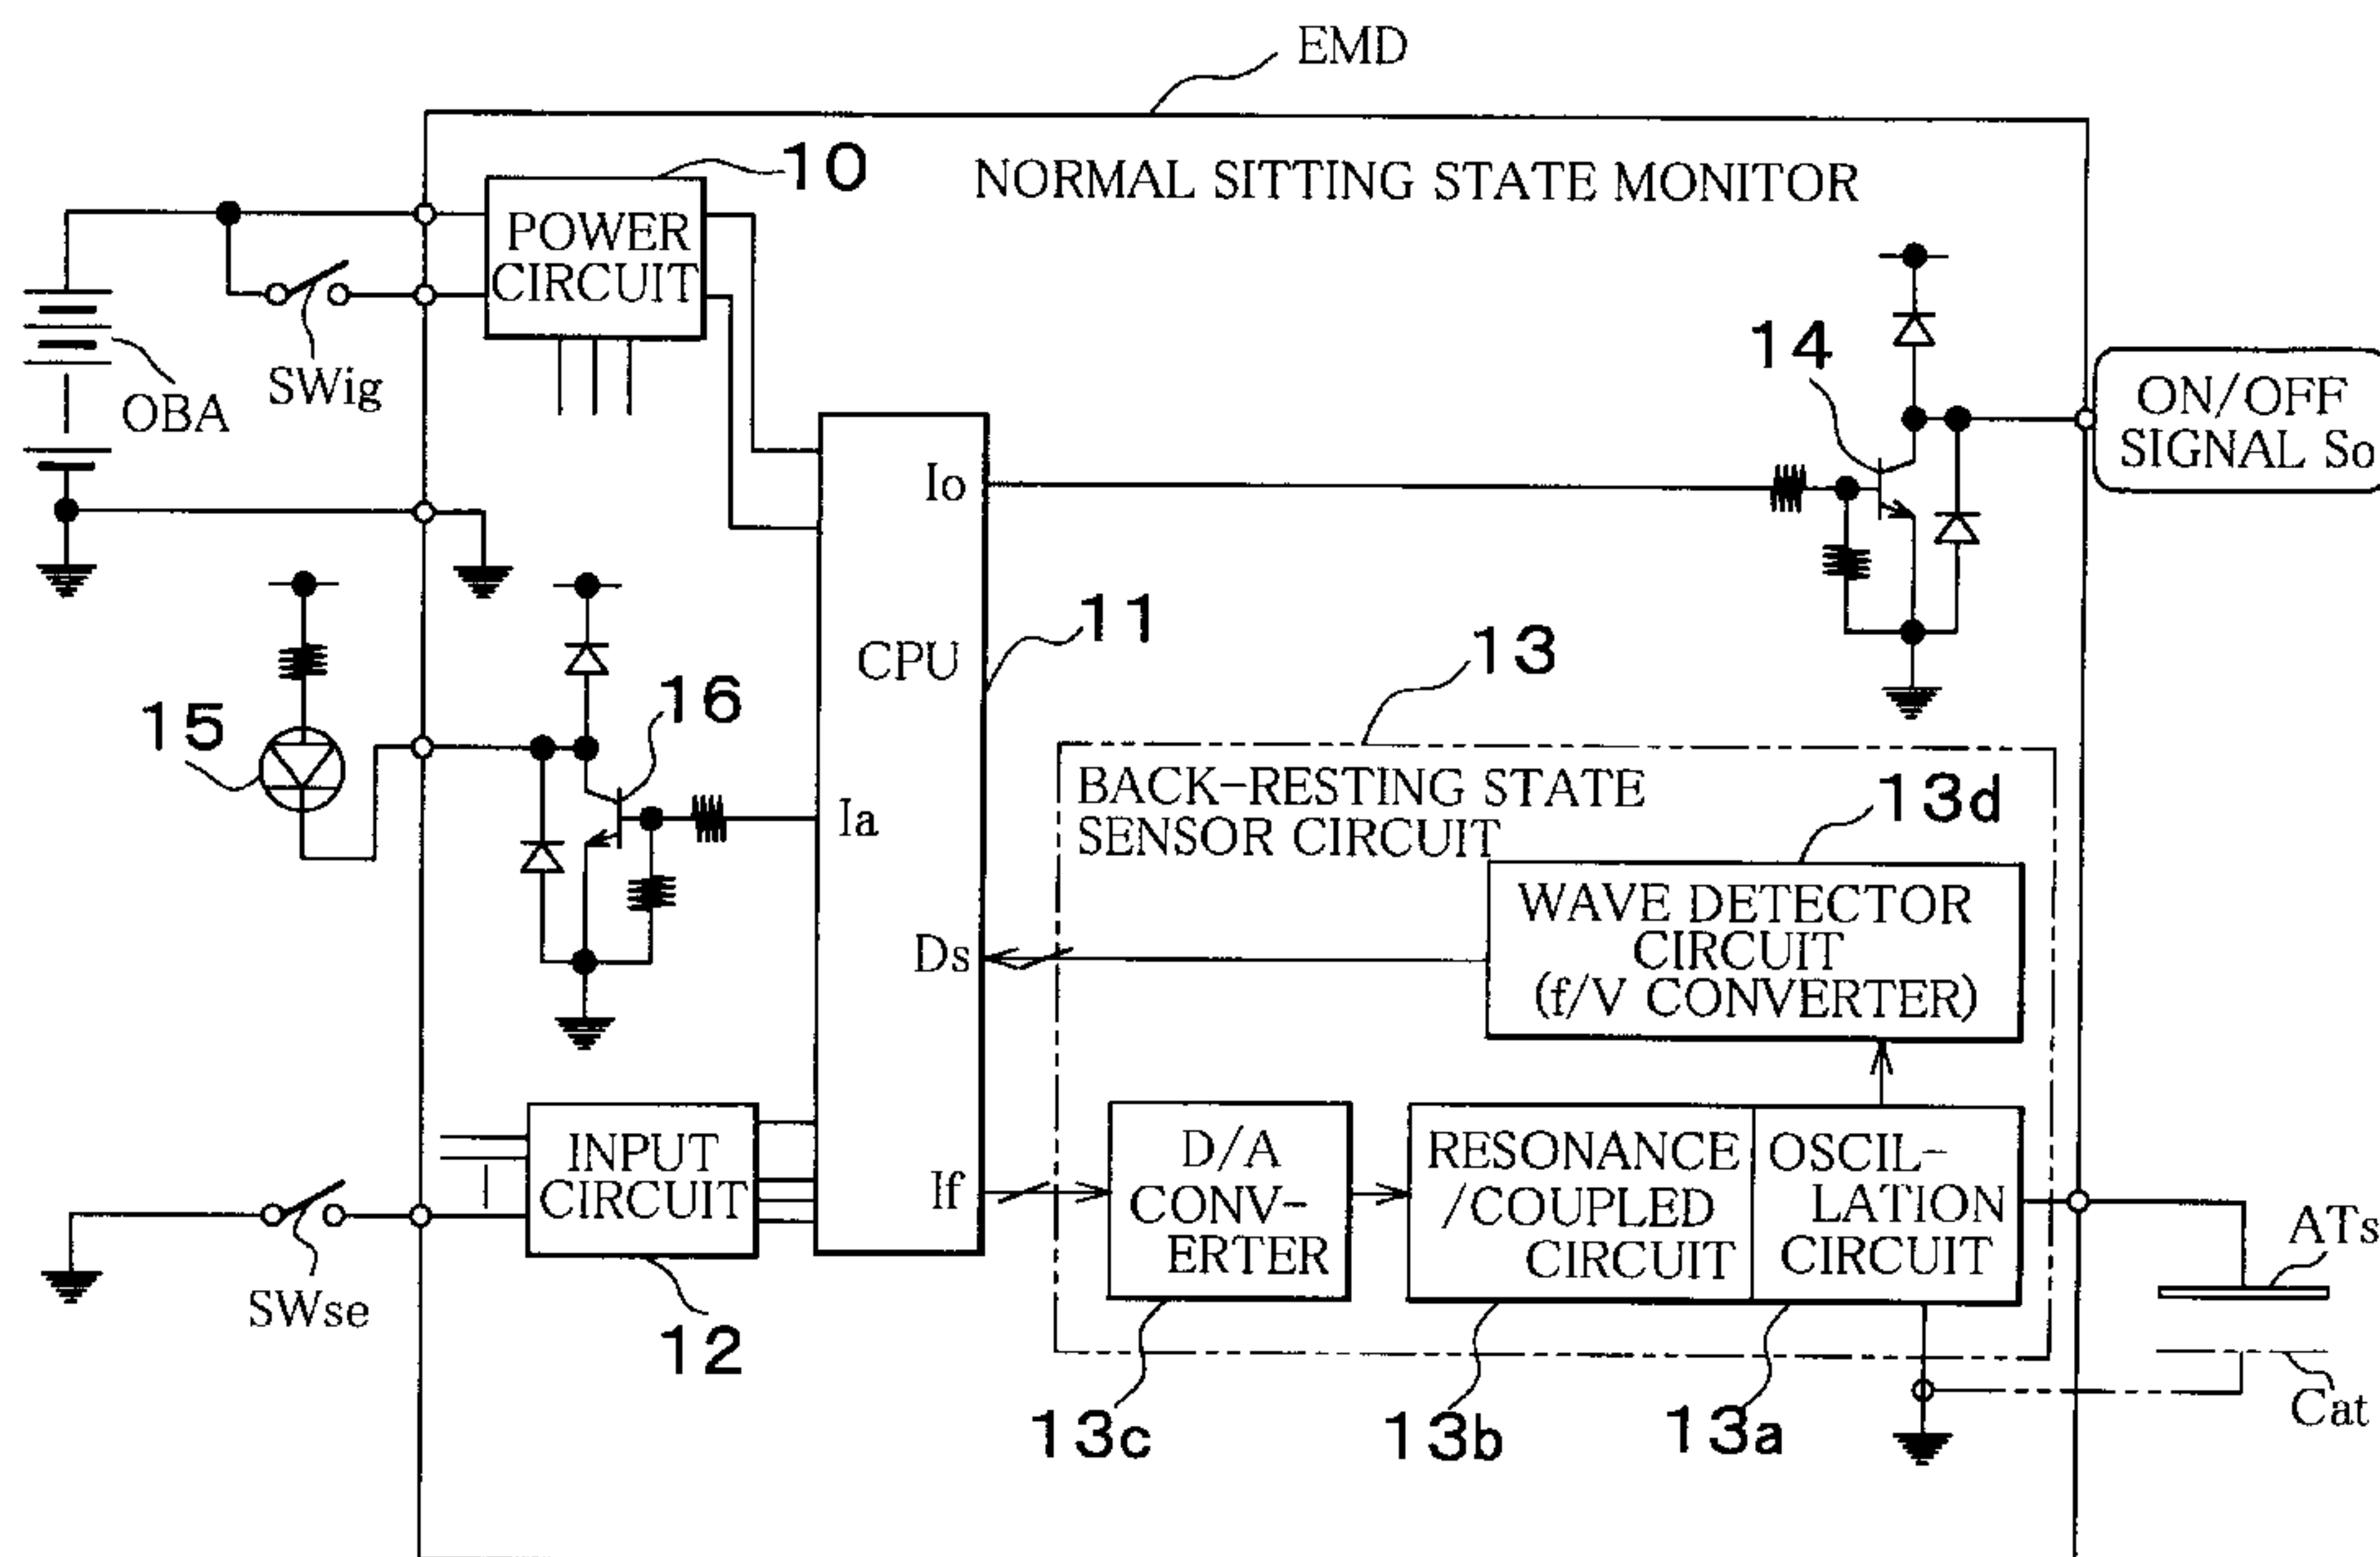 EMD
10
NORMAL SITTING STATE MONITOR
POWER
CIRCUIT
SWig
OBA
14
ON/OFF
SIGNAL So
Io
CPU
11
13
15
16
Ia
BACK-RESTING STATE
SENSOR CIRCUIT
13d
WAVE DETECTOR
CIRCUIT
(f/V CONVERTER)
Ds
INPUT
CIRCUIT
If
D/A
CONV-
ERTER
RESONANCE
/COUPLED
CIRCUIT
OSCIL-
LATION
CIRCUIT
ATs
SWse
12
13c
13b
13a
Cat